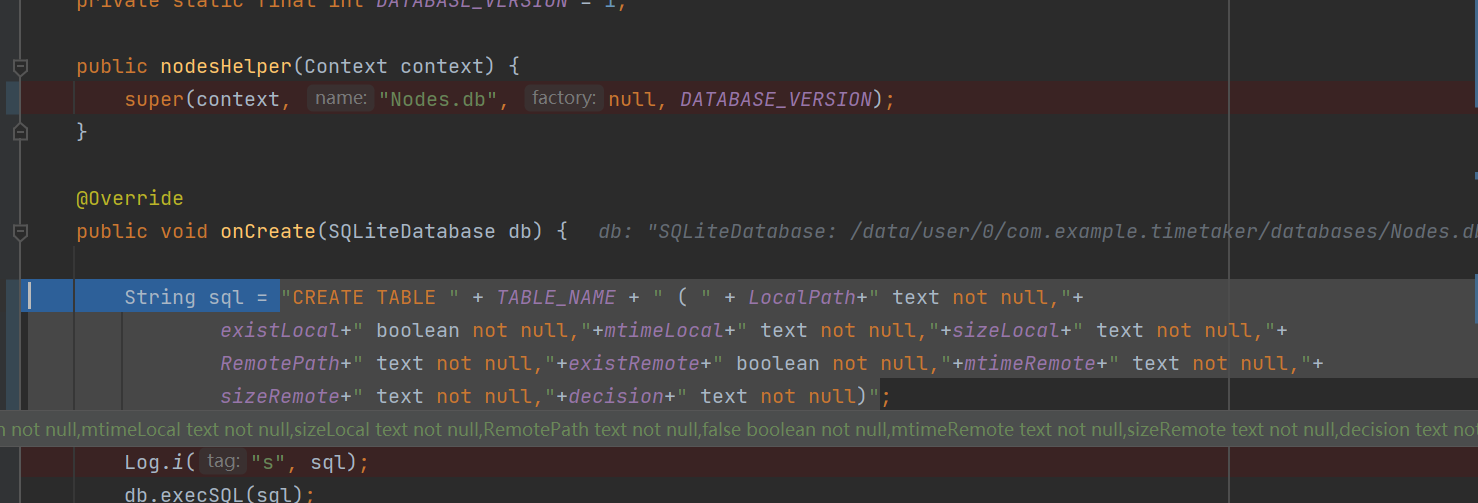 private static final int DATABASE_VERSION = 1;
public nodesHelper(Context context) {
super(context, name: "Nodes.db", factory: null, DATABASE_VERSION);
}
@Override
public void onCreate(SQLiteDatabase db) { db: "SQLiteDatabase: /data/user/0/com.example.timetaker/databases/Nodes.db
String sql = "CREATE TABLE " + TABLE_NAME + " ( " + LocalPath+" text not null,"+
existLocal+" boolean not null,"+mtimeLocal+" text not null,"+sizeLocal+" text not null,"+
RemotePath+" text not null,"+existRemote+" boolean not null,"+mtimeRemote+" text not null,"+
sizeRemote+" text not null,"+decision+" text not null)";
n not null,mtimeLocal text not null,sizeLocal text not null,RemotePath text not null,false boolean not null,mtimeRemote text not null,sizeRemote text not null,decision text not
Log.i( tag: "s", sql);
db.execSQL(sql);